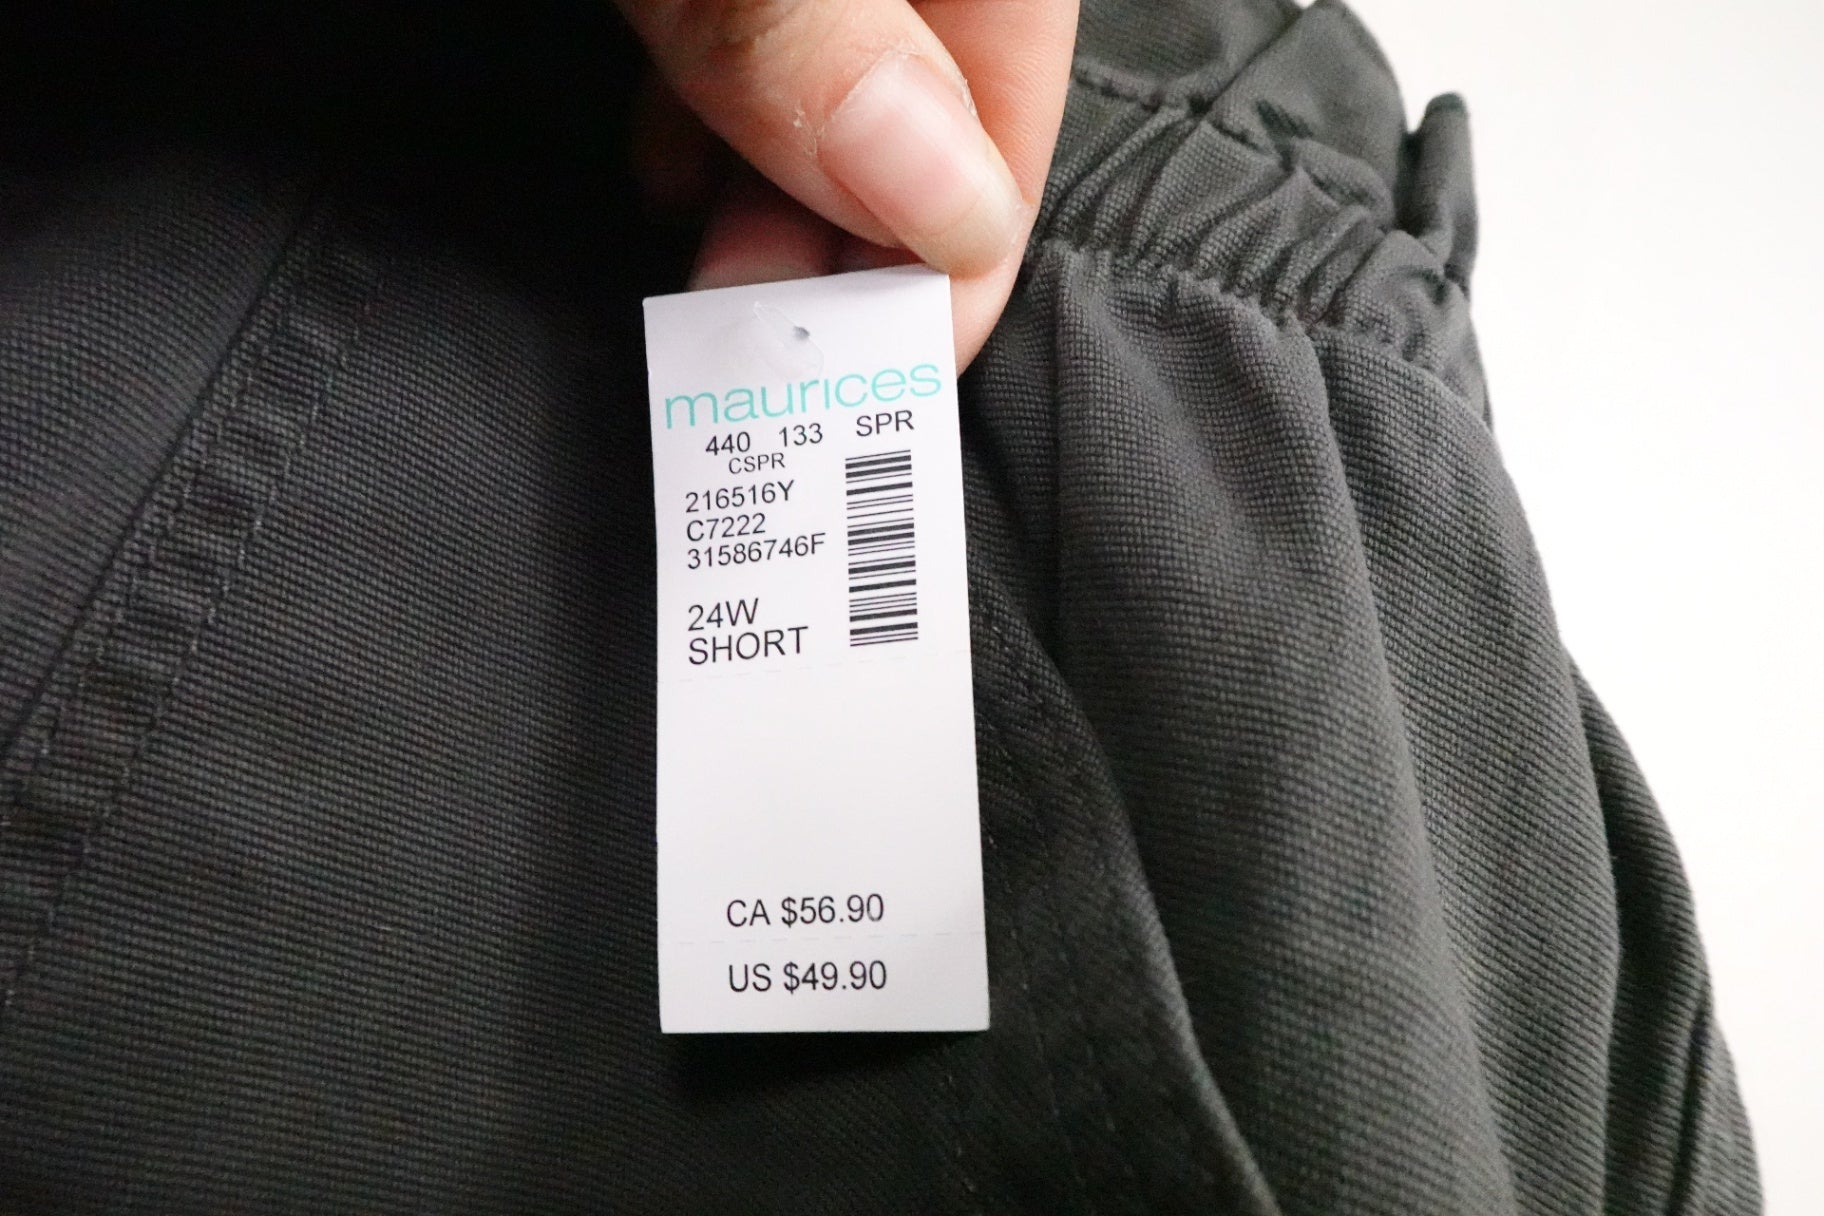 maurices
440 133 SPR
CSPR
216516Y
C7222
31586746F
24W
SHORT
CA $56.90
US $49.90